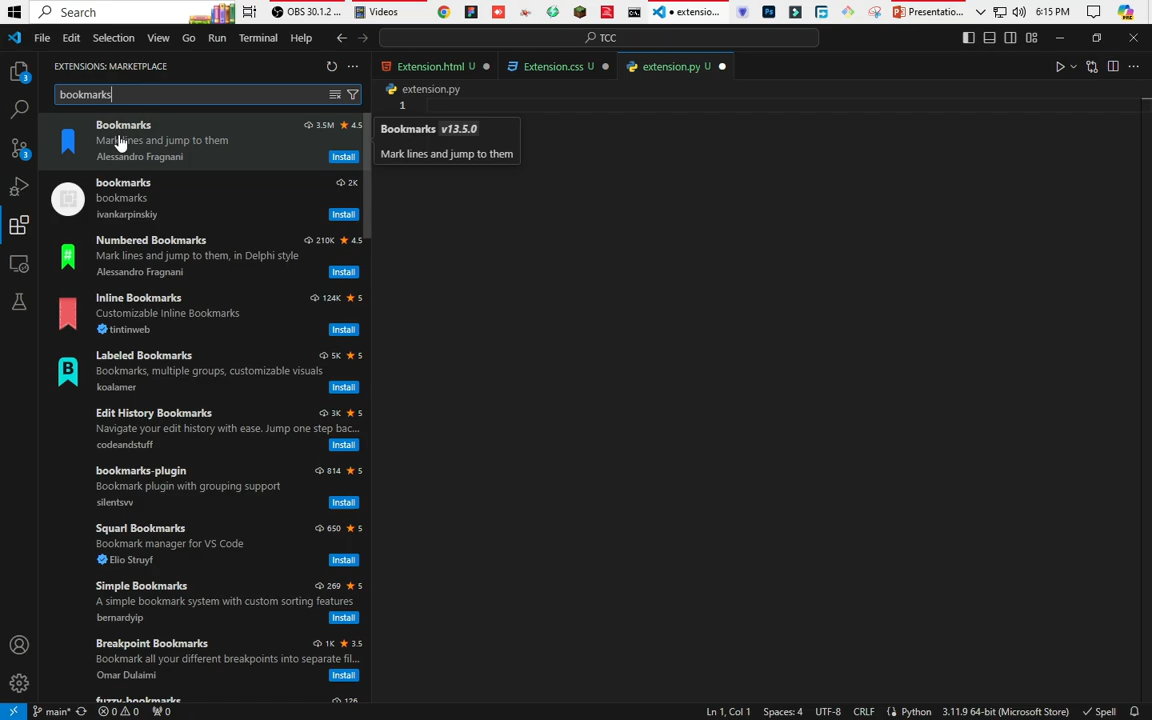 Search
OBS 30.1.2 ...
Videos
extensio...
Presentatio...
6:15 PM
File Edit Selection View Go Run Terminal Help
TCC
EXTENSIONS: MARKETPLACE
Extension.html U
Extension.css U
extension.py U
bookmarks
extension.py
1
Bookmarks 3.5M 4.5
Mark lines and jump to them
Alessandro Fragnani Install
Bookmarks v13.5.0
Mark lines and jump to them
bookmarks 2K
bookmarks
ivankarpinskiy Install
Numbered Bookmarks 210K 4.5
Mark lines and jump to them, in Delphi style
Alessandro Fragnani Install
Inline Bookmarks 124K 5
Customizable Inline Bookmarks
tintinweb Install
Labeled Bookmarks 5K 5
Bookmarks, multiple groups, customizable visuals
koalamer Install
Edit History Bookmarks 3K 5
Navigate your edit history with ease. Jump one step bac...
codeandstuff Install
bookmarks-plugin 814 5
Bookmark plugin with grouping support
silentsvv Install
Squarl Bookmarks 650 5
Bookmark manager for VS Code
Elio Struyf Install
Simple Bookmarks 269 5
A simple bookmark system with custom sorting features
bernardyip Install
Breakpoint Bookmarks 1K 3.5
Bookmark all your different breakpoints into separate fil...
Omar Dulaimi Install
fuzzy-bookmarks 126
main* 0 0 0
Ln 1, Col 1 Spaces: 4 UTF-8 CRLF Python 3.11.9 64-bit (Microsoft Store) Spell